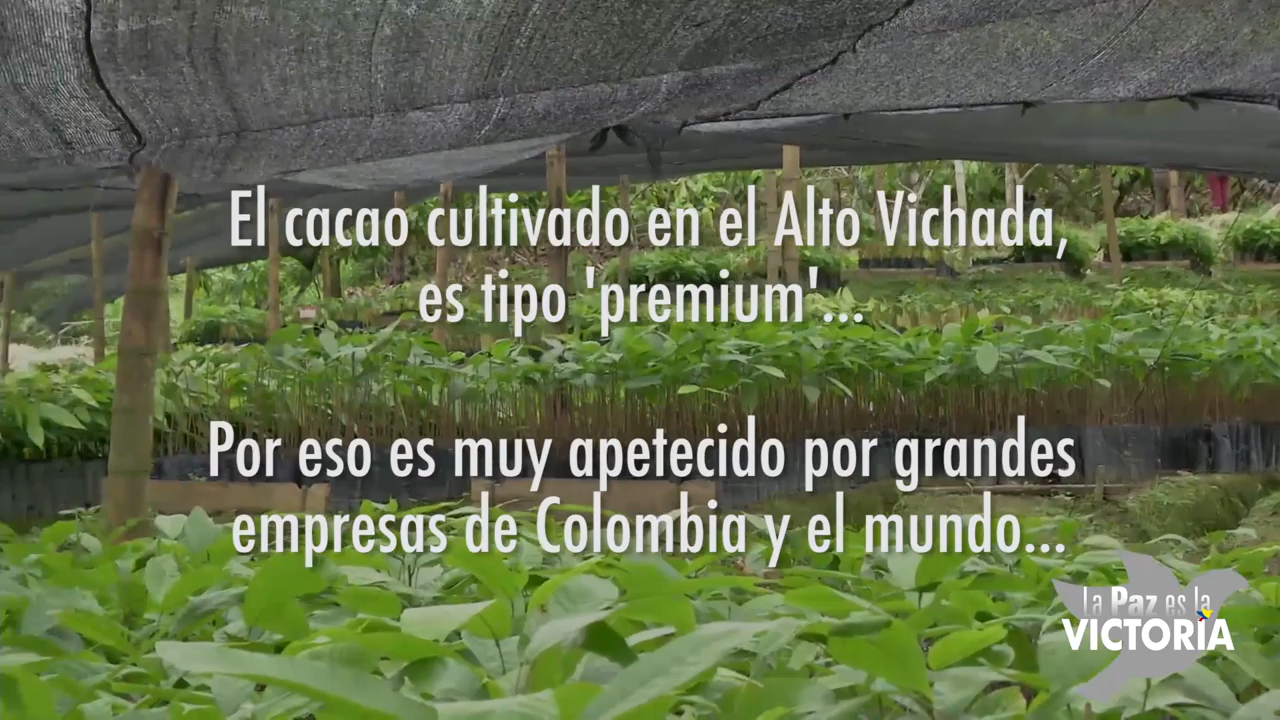 El cacao cultivado en el Alto Vichada,
es tipo 'premium'...
Por eso es muy apetecido por grandes
empresas de Colombia y el mundo...
la Paz es la
VICTORIA